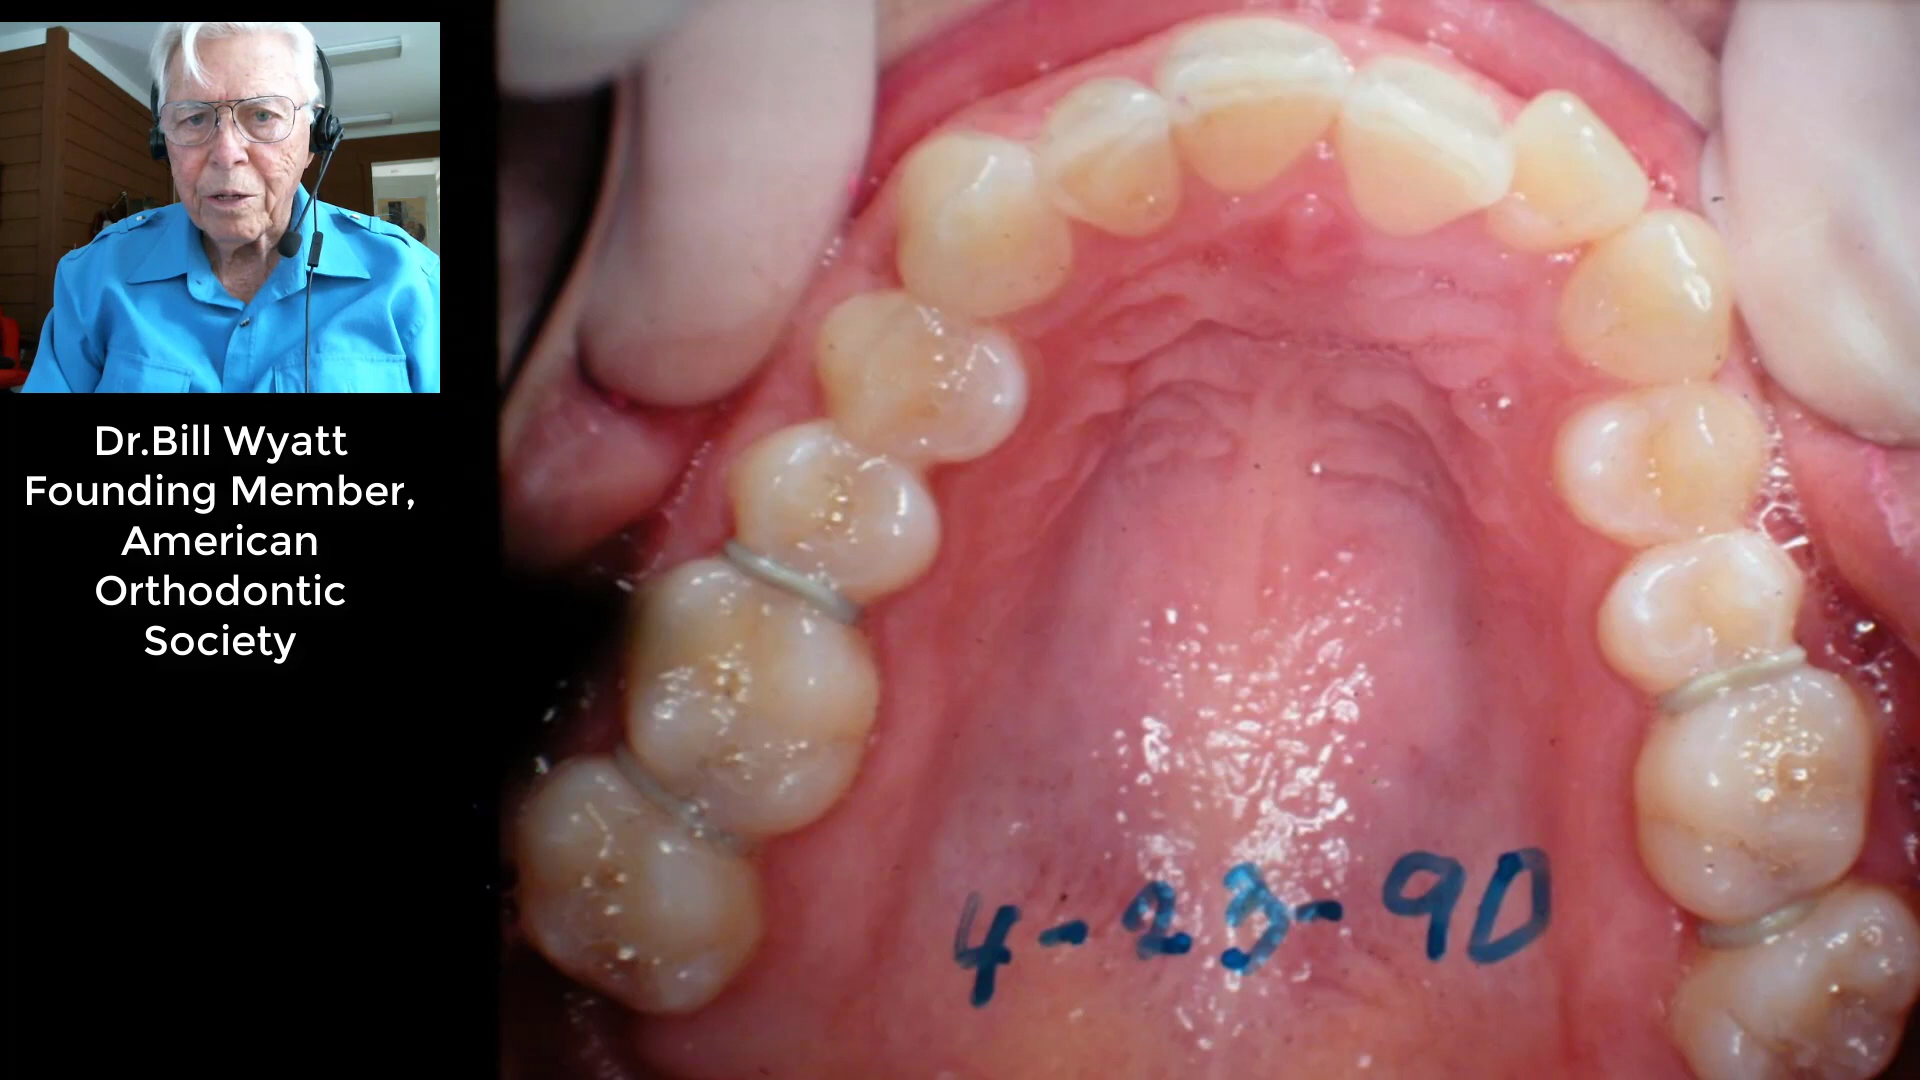 Dr.Bill Wyatt
Founding Member,
American
Orthodontic
Society
4-23-90